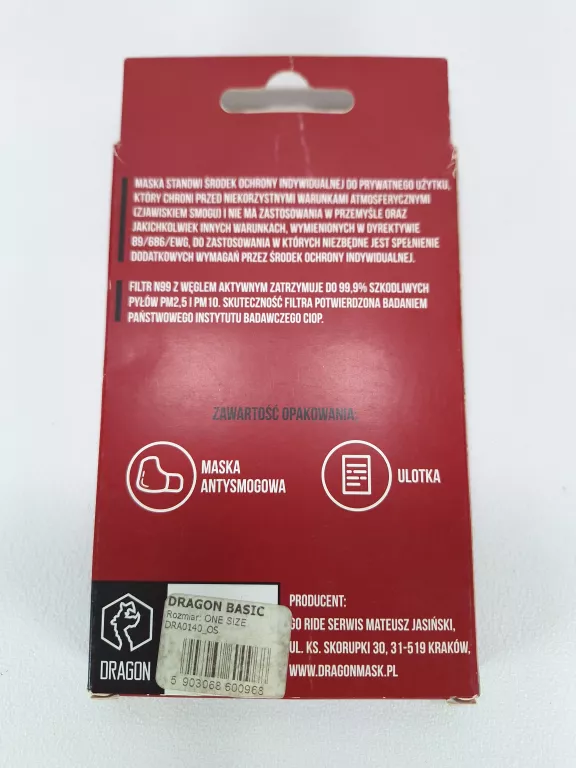 MASKA STANOWI ŚRODEK OCHRONY INDYWIDUALNEJ DO PRYWATNEGO UŻYTKU,
KTÓRY CHRONI PRZED NIEKORZYSTNYMI WARUNKAMI ATMOSFERYCZNYMI
(ZJAWISKIEM SMOGU) I NIE MA ZASTOSOWANIA W PRZEMYŚLE ORAZ
JAKICHKOLWIEK INNYCH WARUNKACH, WYMIENIONYCH W DYREKTYWIE
89/686/EWG, DO ZASTOSOWANIA W KTÓRYCH NIEZBĘDNE JEST SPEŁNIENIE
DODATKOWYCH WYMAGAŃ PRZEZ ŚRODEK OCHRONY INDYWIDUALNEJ.
FILTR N99 Z WĘGLEM AKTYWNYM ZATRZYMUJE DO 99,9% SZKODLIWYCH
PYŁÓW PM2,5 I PM10. SKUTECZNOŚĆ FILTRA POTWIERDZONA BADANIEM
PAŃSTWOWEGO INSTYTUTU BADAWCZEGO CIOP.
ZAWARTOŚĆ OPAKOWANIA:
MASKA
ANTYSMOGOWA
ULOTKA
DRAGON
DRAGON BASIC
Rozmiar: ONE SIZE
DRA0140_OS
5 903068 600968
PRODUCENT:
GO RIDE SERWIS MATEUSZ JASIŃSKI,
UL. KS. SKORUPKI 30, 31-519 KRAKÓW,
WWW.DRAGONMASK.PL